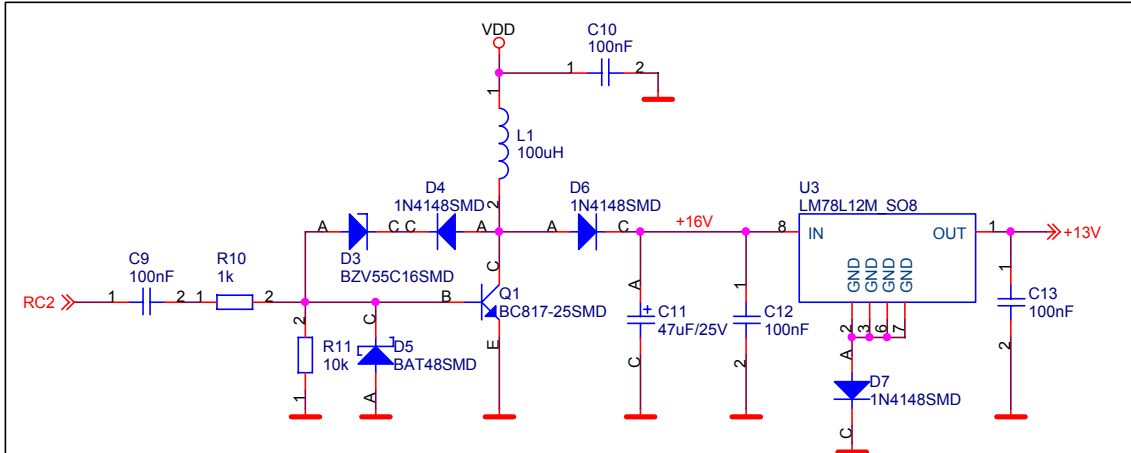 VDD
C10
100nF
1
2
1
L1
100uH
2
D4
1N4148SMD
A
C
C
A
D3
BZV55C16SMD
D6
1N4148SMD
A
C
+16V
U3
LM78L12M_SO8
8
IN
OUT
1
+13V
GND
GND
GND
GND
2
3
6
7
C9
100nF
RC2
1
2
R10
1k
1
2
B
C
Q1
BC817-25SMD
E
2
R11
10k
1
C
D5
BAT48SMD
A
A
C11
47uF/25V
C
+
1
C12
100nF
2
A
D7
1N4148SMD
C
1
C13
100nF
2